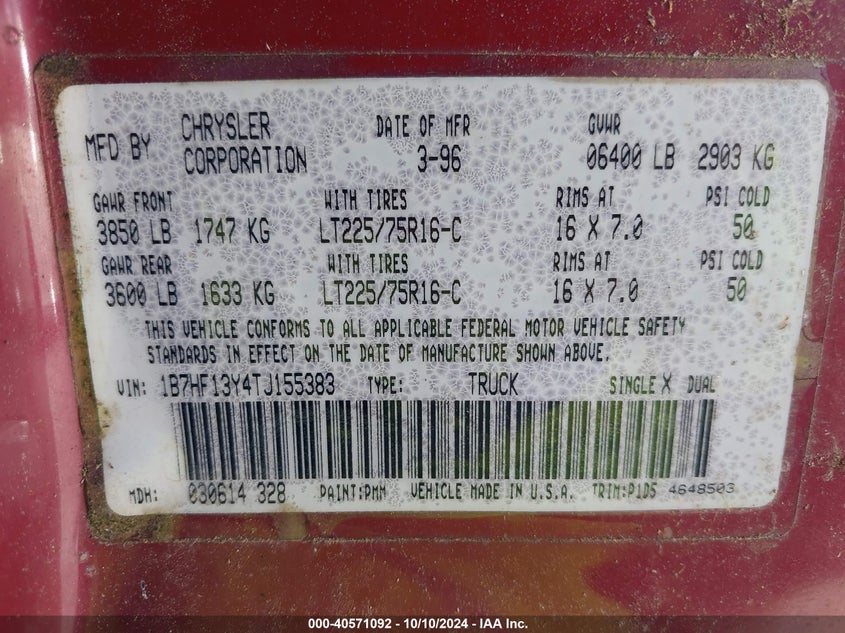 MFD BY CHRYSLER CORPORATION DATE OF MFR 3-96 GVWR 06400 LB 2903 KG
GAWR FRONT WITH TIRES RIMS AT PSI COLD
3850 LB 1747 KG LT225/75R16-C 16 X 7.0 50
GAWR REAR WITH TIRES RIMS AT PSI COLD
3600 LB 1633 KG LT225/75R16-C 16 X 7.0 50
THIS VEHICLE CONFORMS TO ALL APPLICABLE FEDERAL MOTOR VEHICLE SAFETY
STANDARDS IN EFFECT ON THE DATE OF MANUFACTURE SHOWN ABOVE.
VIN: 1B7HF13Y4TJ155383 TYPE: TRUCK SINGLE X DUAL
MDH: 030614 328 PAINT:PMM VEHICLE MADE IN U.S.A. TRIM:P1D5 4648503
000-40571092 - 10/10/2024 - IAA Inc.